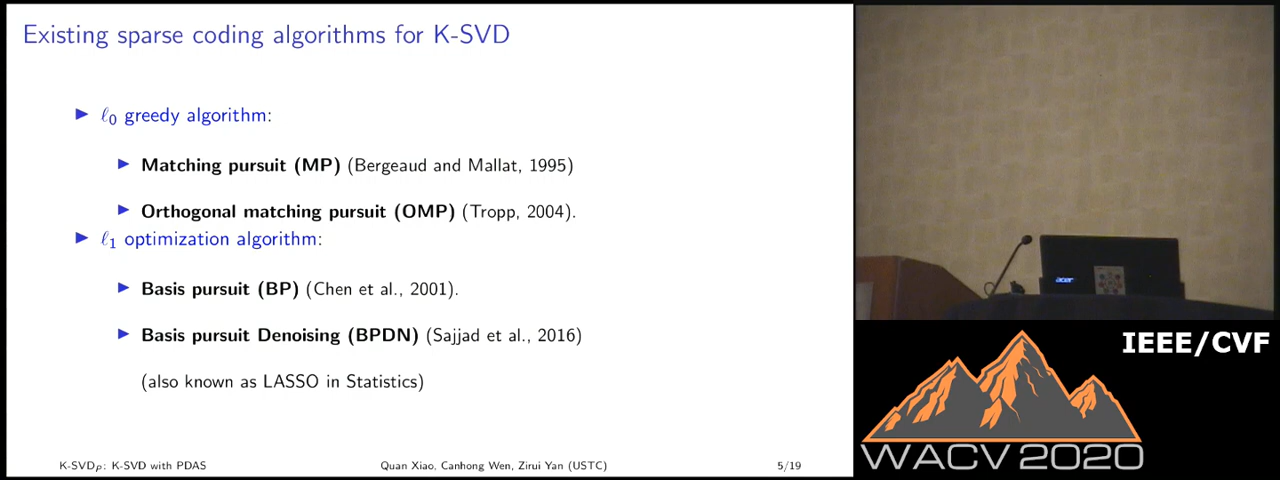 Existing sparse coding algorithms for K-SVD
ℓ0 greedy algorithm:
Matching pursuit (MP) (Bergeaud and Mallat, 1995)
Orthogonal matching pursuit (OMP) (Tropp, 2004).
ℓ1 optimization algorithm:
Basis pursuit (BP) (Chen et al., 2001).
Basis pursuit Denoising (BPDN) (Sajjad et al., 2016)
(also known as LASSO in Statistics)
K-SVDP: K-SVD with PDAS
Quan Xiao, Canhong Wen, Zirui Yan (USTC)
5/19
acer
IEEE/CVF
WACV 2020